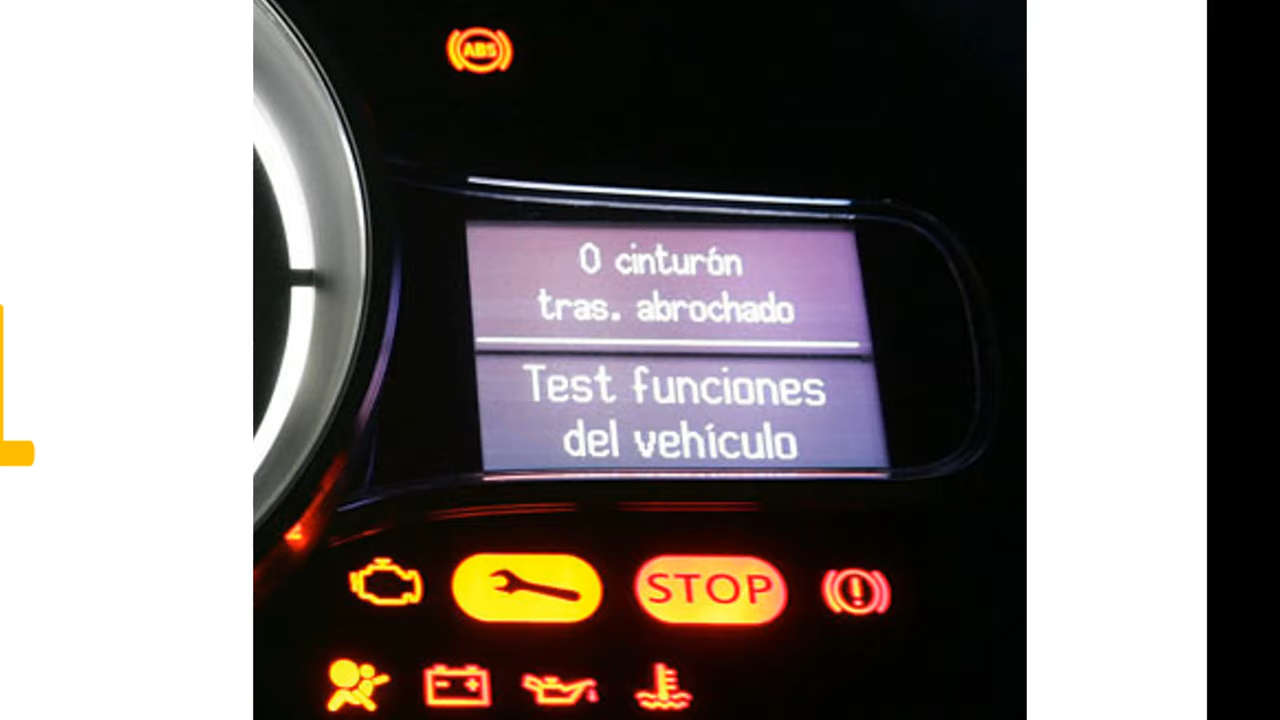 ABS
0 cinturón
tras. abrochado
Test funciones
del vehículo
STOP